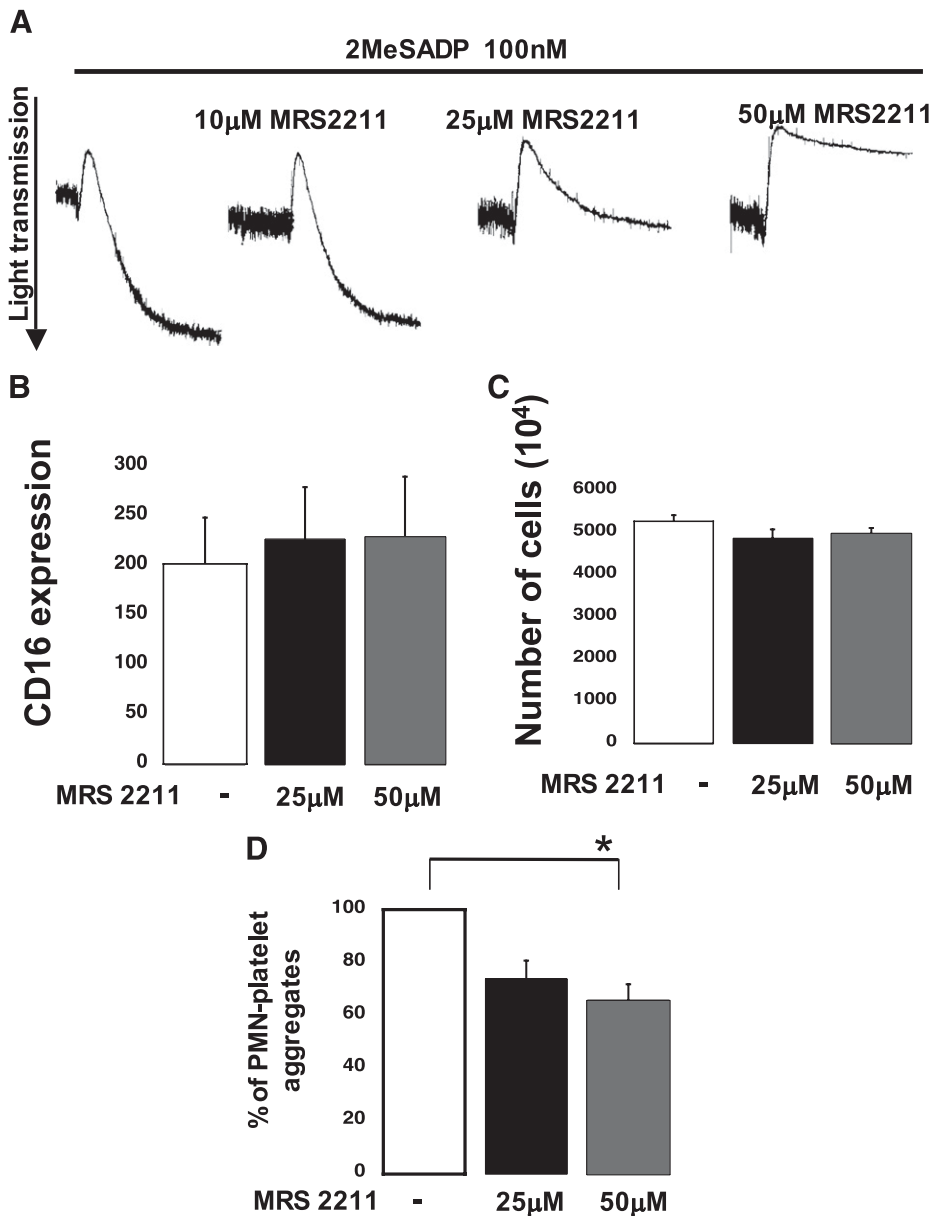 A
2MeSADP 100nM
Light transmission
10μM MRS2211
25μM MRS2211
50μM MRS2211
B
CD16 expression
300
250
200
150
100
50
0
MRS 2211 - 25μM 50μM
C
Number of cells (10⁴)
6000
5000
4000
3000
2000
1000
0
MRS 2211 - 25μM 50μM
D
*
% of PMN-platelet
aggregates
100
80
60
40
20
0
MRS 2211 - 25μM 50μM